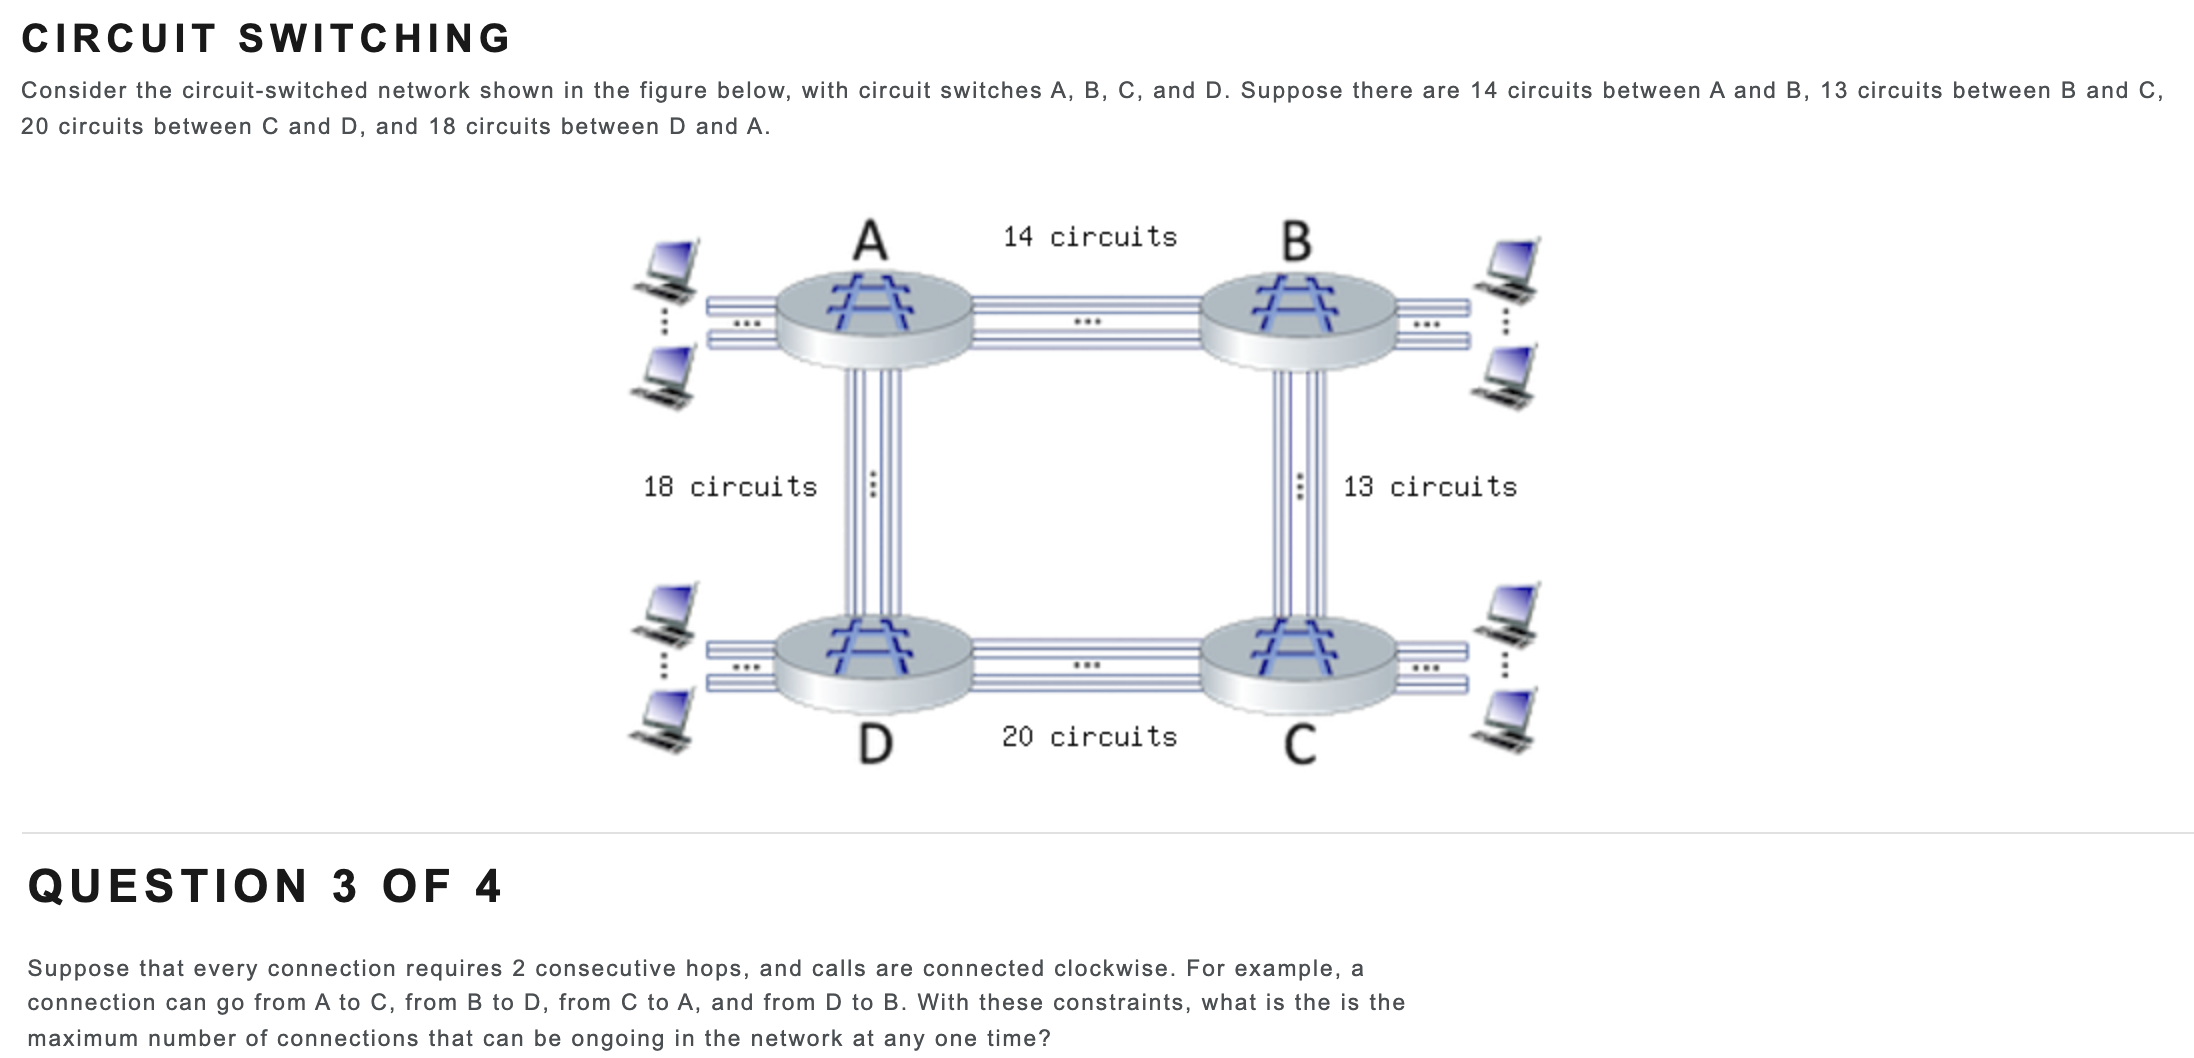 CIRCUIT SWITCHING
Consider the circuit-switched network shown in the figure below, with circuit switches A, B, C, and D. Suppose there are 14 circuits between A and B, 13 circuits between B and C,
20 circuits between C and D, and 18 circuits between D and A.
A
14 circuits
B
18 circuits
13 circuits
D
20 circuits
C
QUESTION 3 OF 4
Suppose that every connection requires 2 consecutive hops, and calls are connected clockwise. For example, a
connection can go from A to C, from B to D, from C to A, and from D to B. With these constraints, what is the is the
maximum number of connections that can be ongoing in the network at any one time?